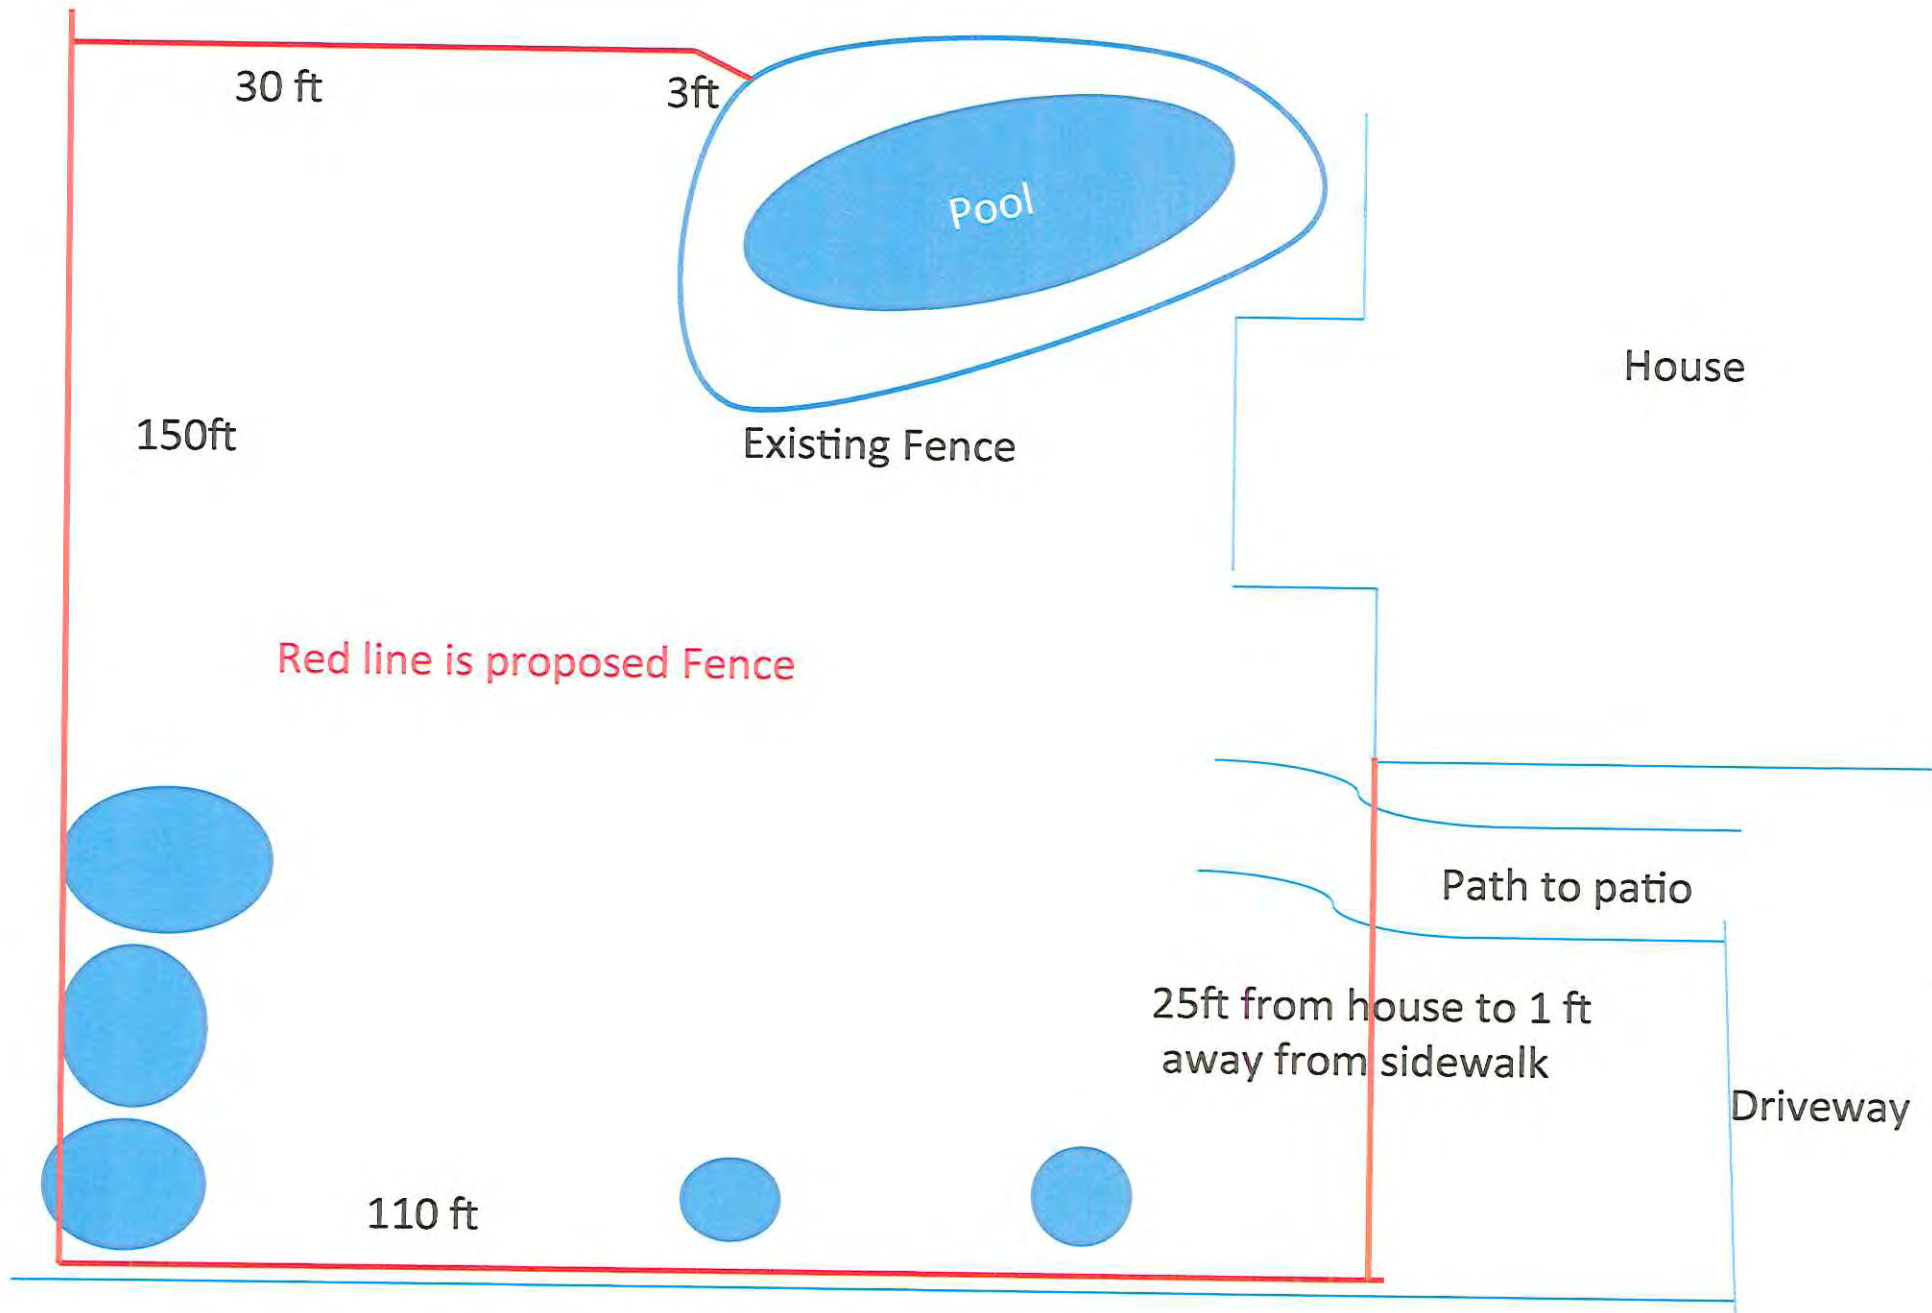 30 ft
3ft
Pool
House
150ft
Existing Fence
Red line is proposed Fence
Path to patio
25ft from house to 1 ft
away from sidewalk
Driveway
110 ft